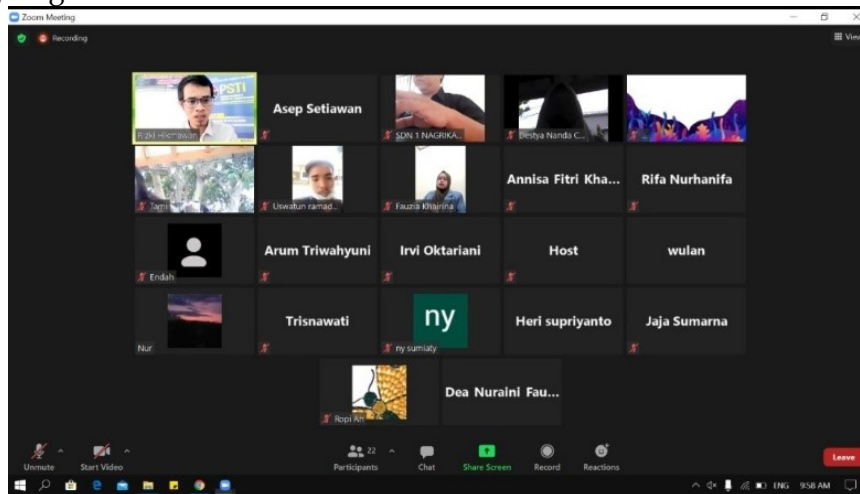 Zoom Meeting
Recording
View
PSTI
Rizki Hikmawan
Asep Setiawan
SDN 1 NAGRIKA...
Destya Nanda C...
Tami
Uswatun ramad...
Fauzia Khairina
Annisa Fitri Kha...
Rifa Nurhanifa
Endah
Arum Triwahyuni
Irvi Oktariani
Host
wulan
Nur
Trisnawati
ny
ny sumiaty
Heri supriyanto
Jaja Sumarna
Ropi An
Dea Nuraini Fau...
Unmute
Start Video
22
Participants
Chat
Share Screen
Record
Reactions
Leave
ENG
9:58 AM